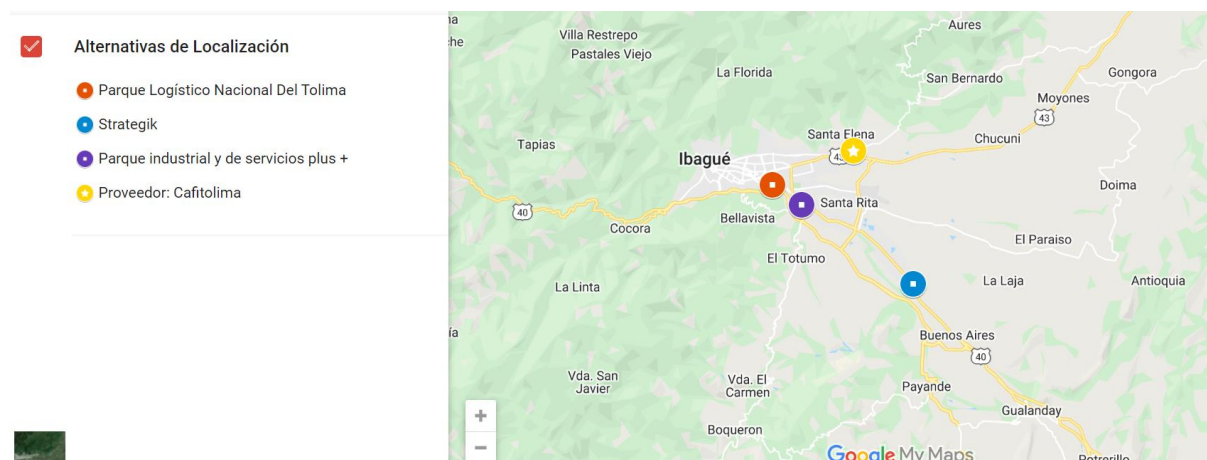 Alternativas de Localización
Parque Logístico Nacional Del Tolima
Strategik
Parque industrial y de servicios plus +
Proveedor: Cafitolima
Villa Restrepo
Pastales Viejo
Aures
La Florida
San Bernardo
Gongora
Moyones
43
Tapias
Santa Elena
Chucuni
Ibagué
Doima
40
Cocora
Bellavista
Santa Rita
El Paraiso
El Totumo
La Linta
La Laja
Antioquia
Buenos Aires
40
Vda. San
Javier
Vda. El
Carmen
Payande
Gualanday
+
Boqueron
−
Google My Maps